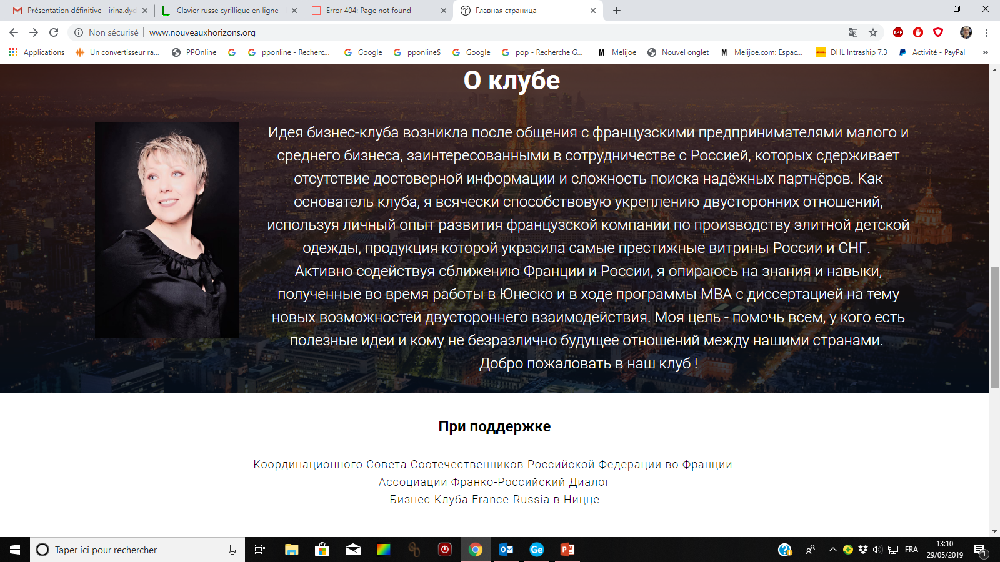 Présentation définitive - irina.dyc
Clavier russe cyrillique en ligne -
Error 404: Page not found
Главная страница
Non sécurisé
www.nouveauxhorizons.org
ABP
Applications
Un convertisseur ra...
PPOnline
pponline - Recherc...
Google
pponline$
Google
pop - Recherche G...
M Melijoe
Nouvel onglet
M Melijoe.com: Espac...
DHL Intraship 7.3
Activité - PayPal
»
О клубе
Идея бизнес-клуба возникла после общения с французскими предпринимателями малого и
среднего бизнеса, заинтересованными в сотрудничестве с Россией, которых сдерживает
отсутствие достоверной информации и сложность поиска надёжных партнёров. Как
основатель клуба, я всячески способствовую укреплению двусторонних отношений,
используя личный опыт развития французской компании по производству элитной детской
одежды, продукция которой украсила самые престижные витрины России и СНГ.
Активно содействуя сближению Франции и России, я опираюсь на знания и навыки,
полученные во время работы в Юнеско и в ходе программы МВА с диссертацией на тему
новых возможностей двустороннего взаимодействия. Моя цель - помочь всем, у кого есть
полезные идеи и кому не безразлично будущее отношений между нашими странами.
Добро пожаловать в наш клуб !
При поддержке
Координационного Совета Соотечественников Российской Федерации во Франции
Ассоциации Франко-Российский Диалог
Бизнес-Клуба France-Russia в Ницце
Taper ici pour rechercher
Ge
FRA
13:10
29/05/2019
1